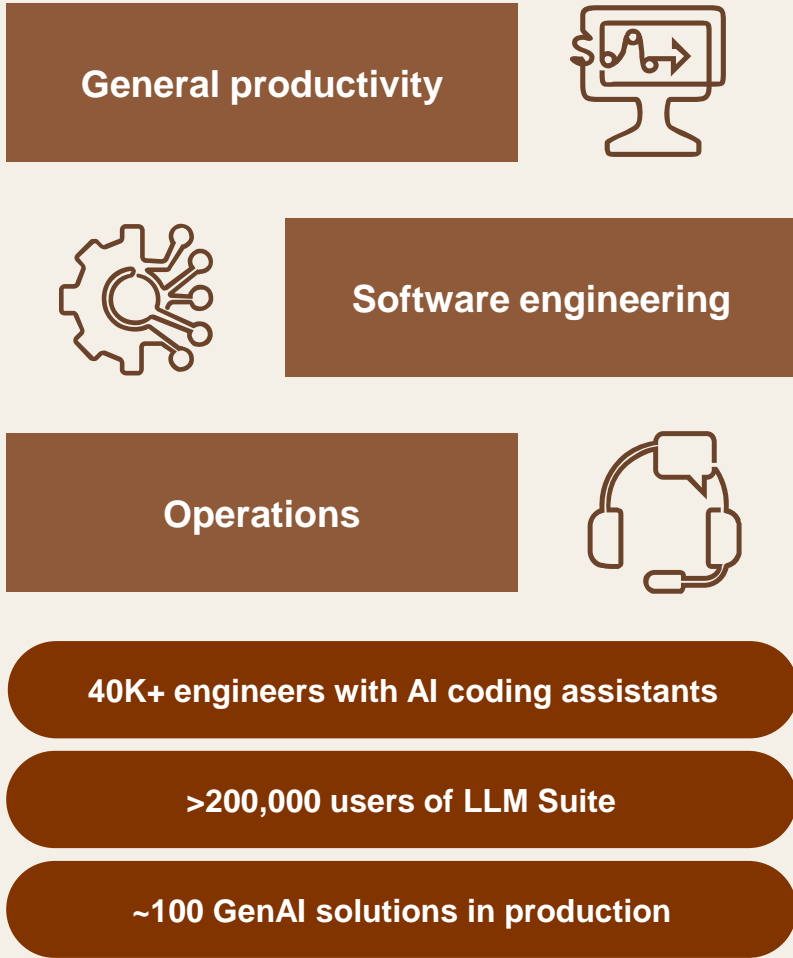 General productivity
Software engineering
Operations
40K+ engineers with AI coding assistants
>200,000 users of LLM Suite
~100 GenAI solutions in production